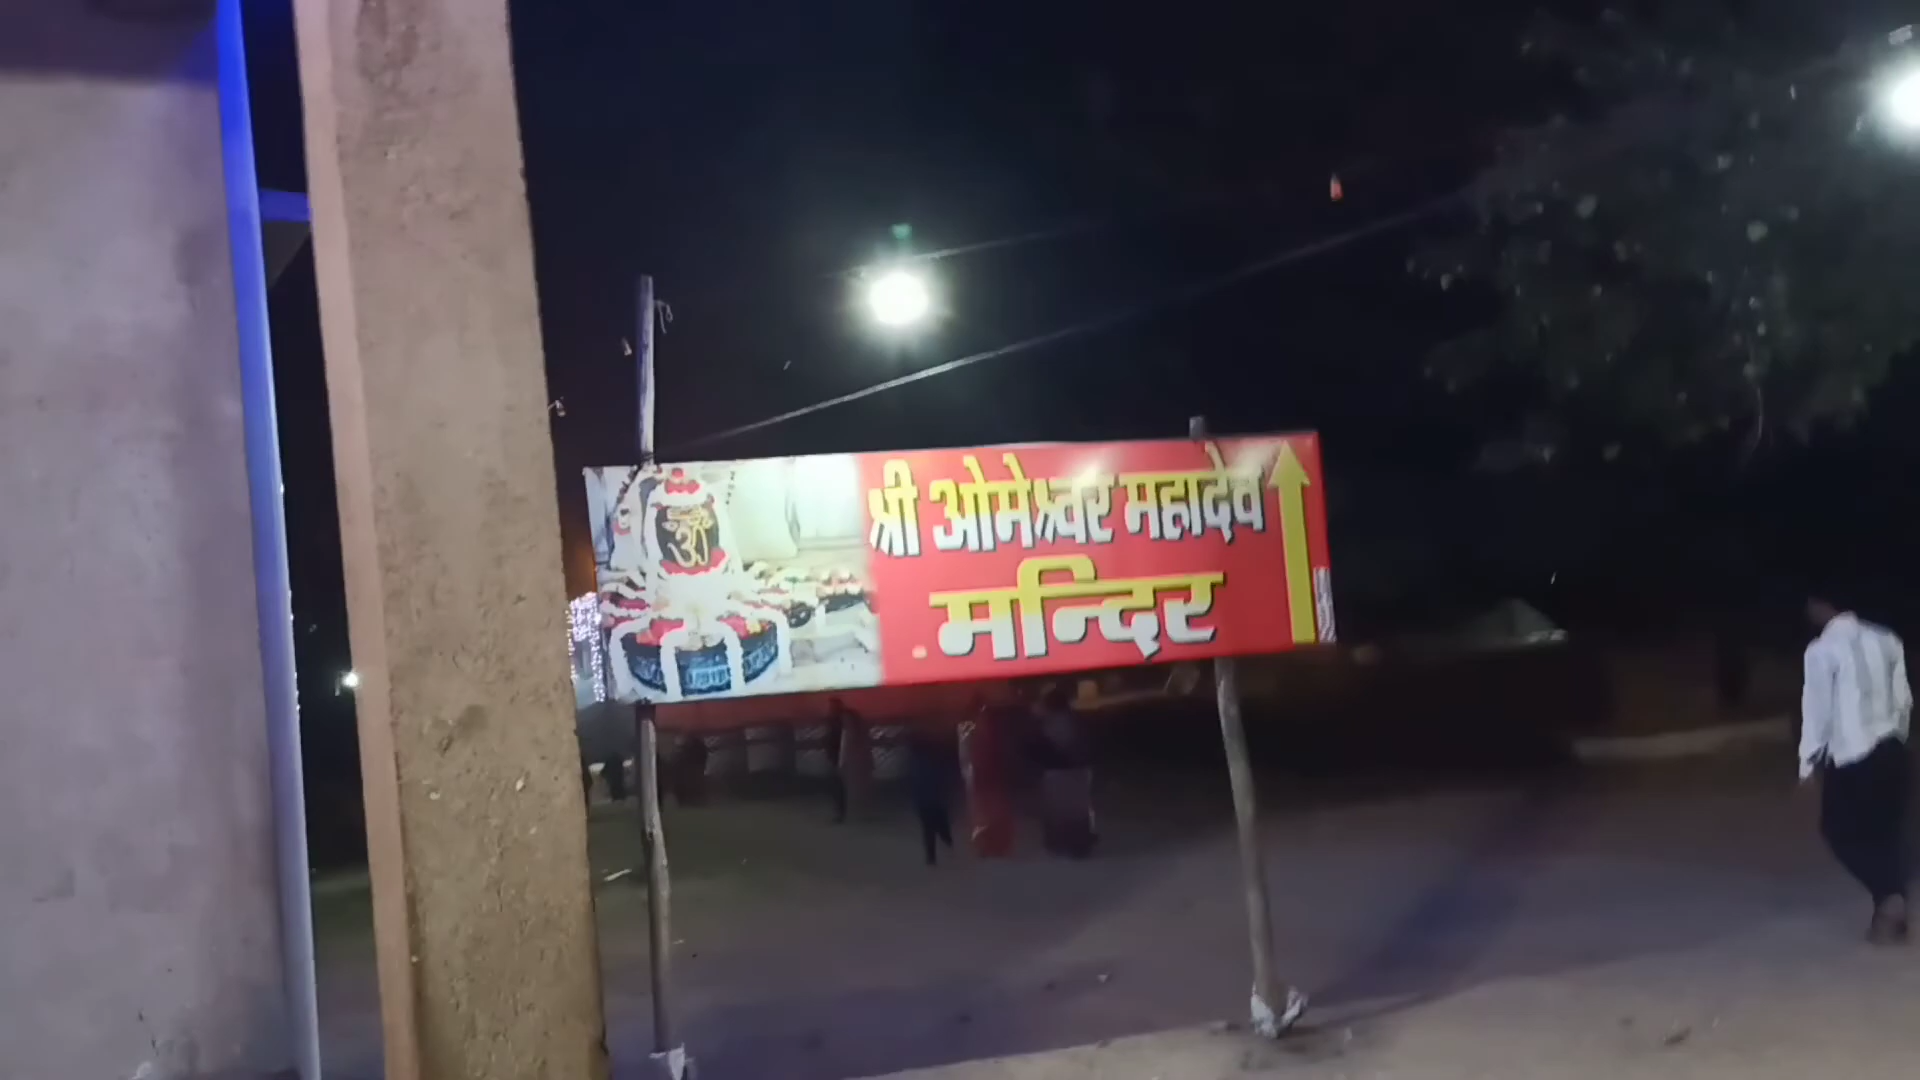 श्री ओमेश्वर महादेव
मन्दिर
ॐ